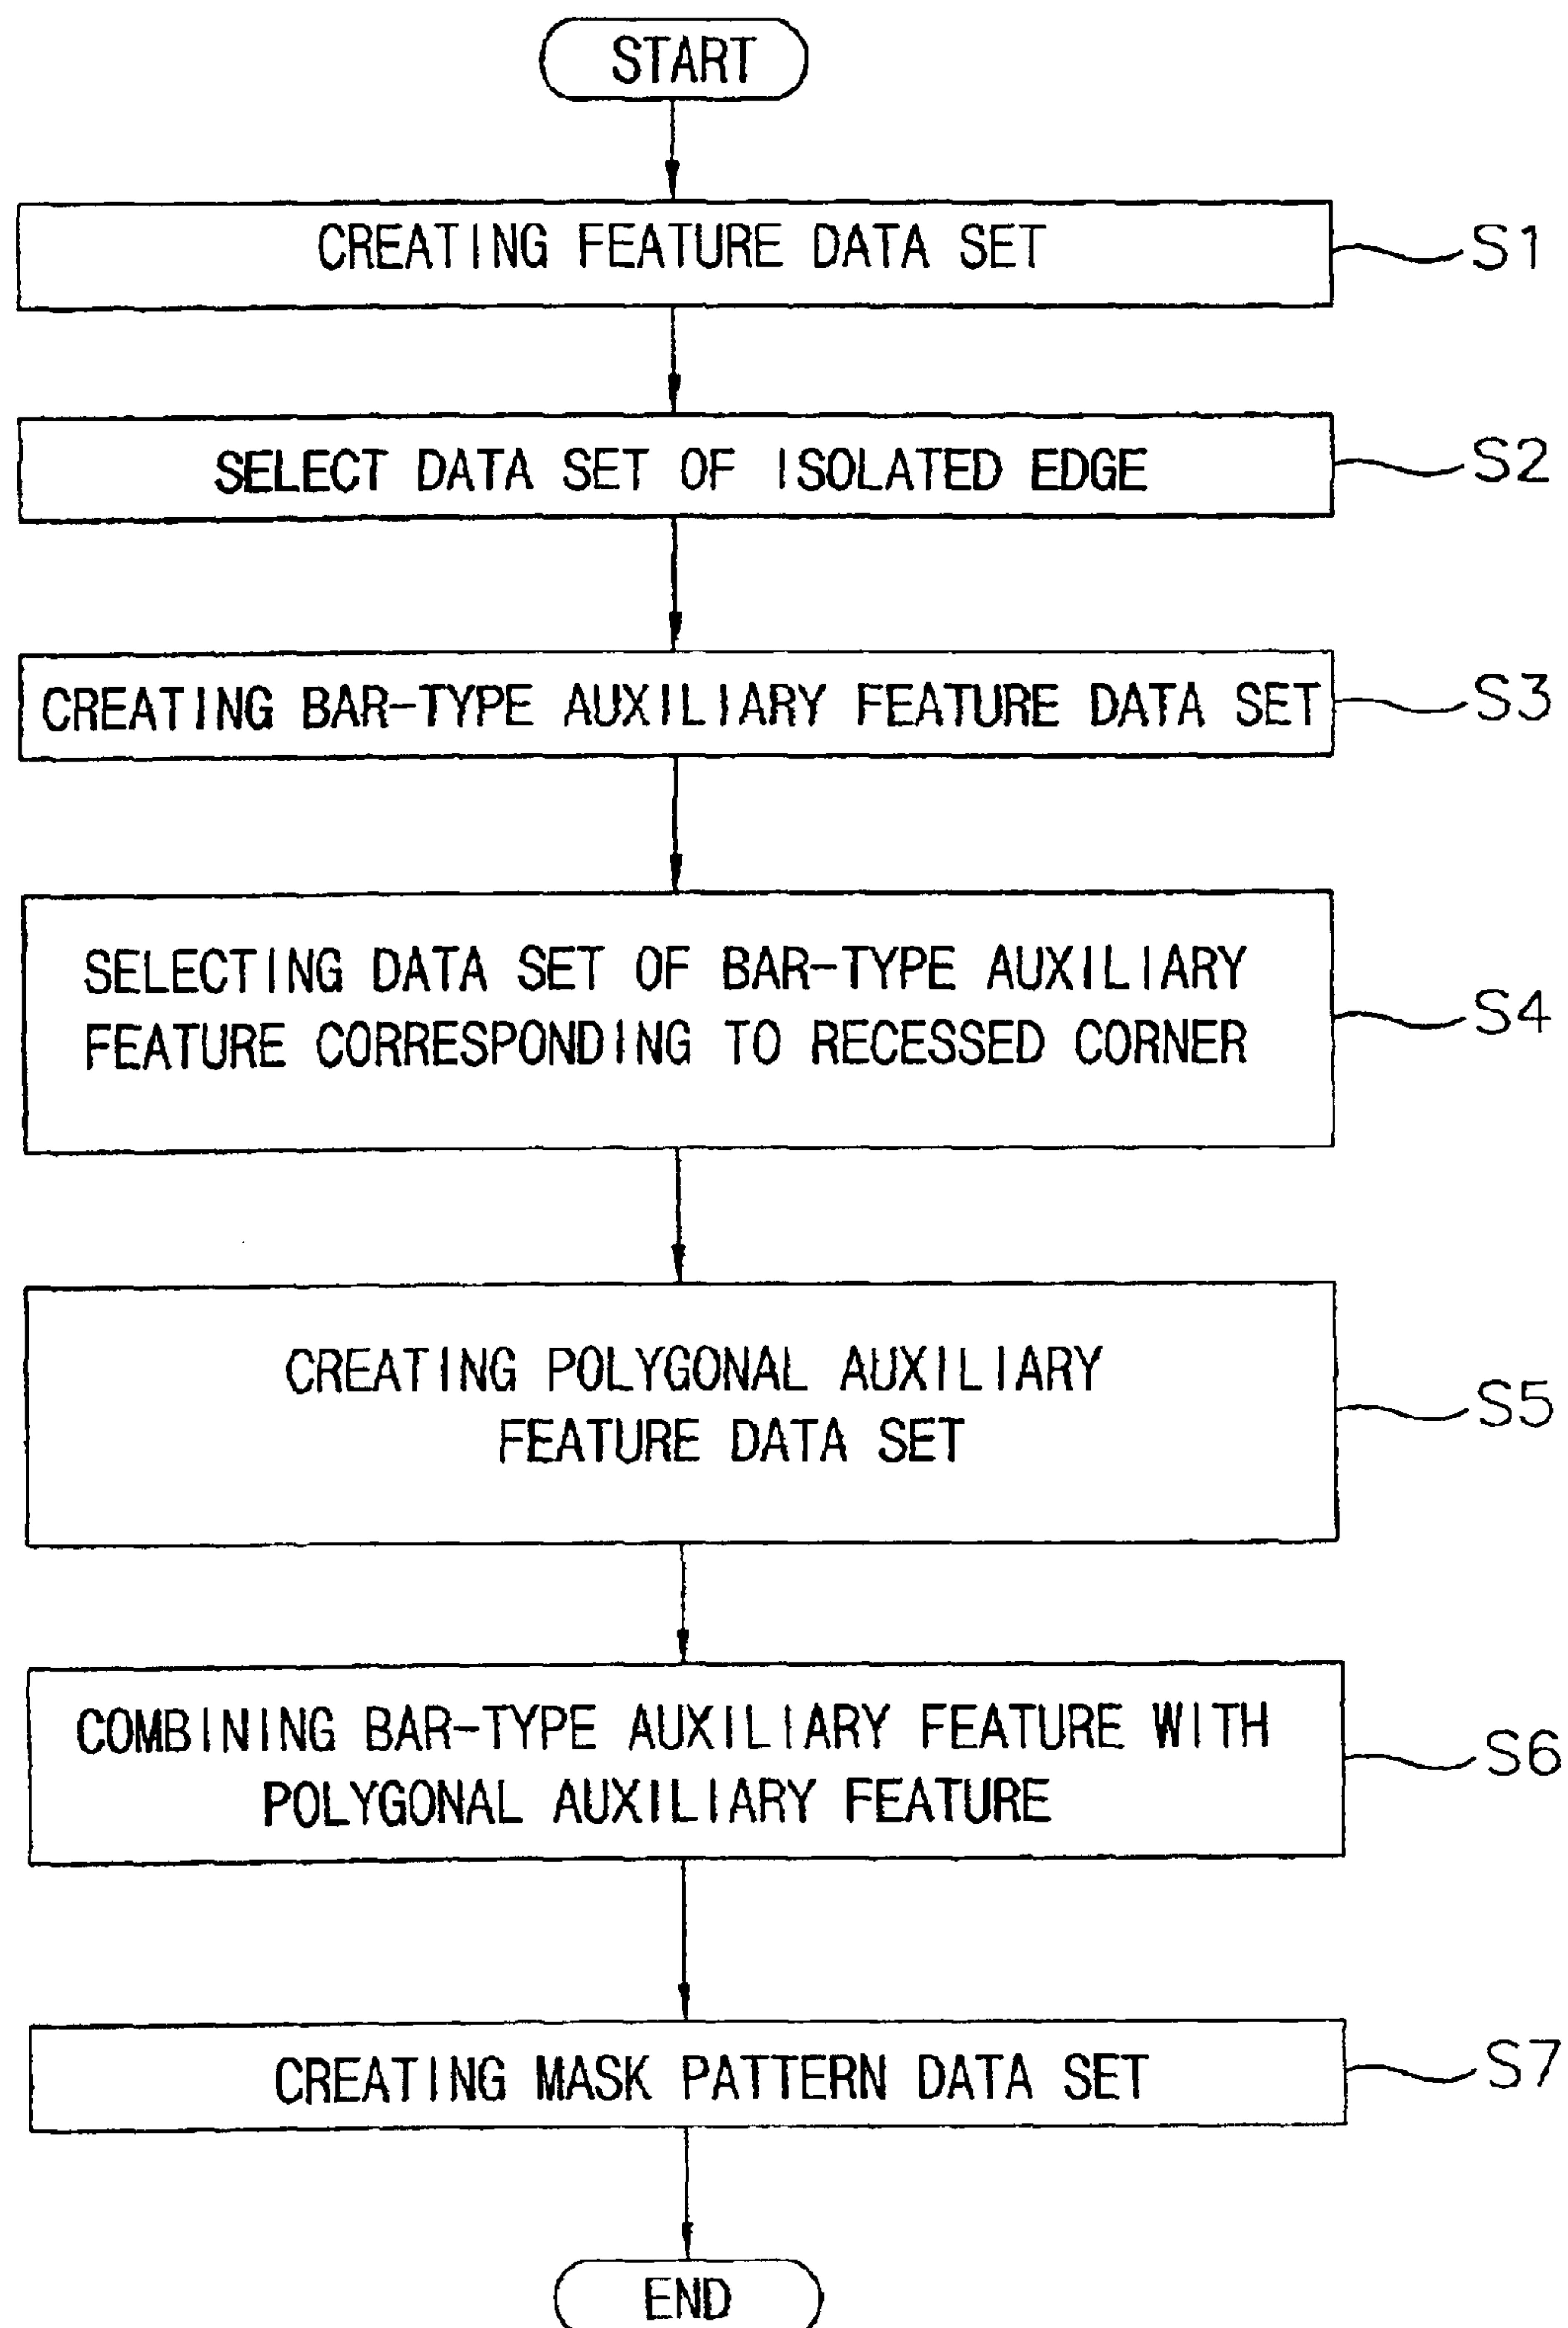 START
CREATING FEATURE DATA SET
S1
SELECT DATA SET OF ISOLATED EDGE
S2
CREATING BAR-TYPE AUXILIARY FEATURE DATA SET
S3
SELECTING DATA SET OF BAR-TYPE AUXILIARY
FEATURE CORRESPONDING TO RECESSED CORNER
S4
CREATING POLYGONAL AUXILIARY
FEATURE DATA SET
S5
COMBINING BAR-TYPE AUXILIARY FEATURE WITH
POLYGONAL AUXILIARY FEATURE
S6
CREATING MASK PATTERN DATA SET
S7
END